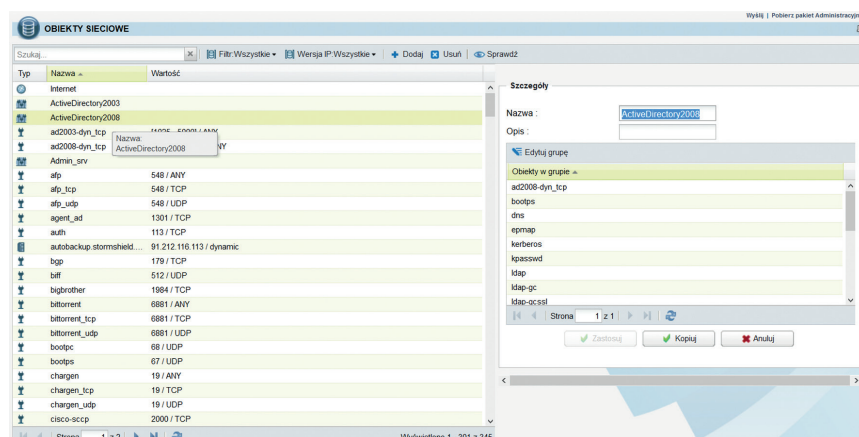 Wyślij | Pobierz pakiet Administracyjn
OBIEKTY SIECIOWE
Szukaj...
Filtr:Wszystkie
Wersja IP:Wszystkie
Dodaj
Usuń
Sprawdź
Typ Nazwa Wartość
Internet
ActiveDirectory2003
ActiveDirectory2008
ad2003-dyn_tcp
ad2008-dyn_tcp
Nazwa:
ActiveDirectory2008
Admin_srv
afp 548 / ANY
afp_tcp 548 / TCP
afp_udp 548 / UDP
agent_ad 1301 / TCP
auth 113 / TCP
autobackup.stormshield.... 91.212.116.113 / dynamic
bgp 179 / TCP
biff 512 / UDP
bigbrother 1984 / TCP
bittorrent 6881 / ANY
bittorrent_tcp 6881 / TCP
bittorrent_udp 6881 / UDP
bootpc 68 / UDP
bootps 67 / UDP
chargen 19 / ANY
chargen_tcp 19 / TCP
chargen_udp 19 / UDP
cisco-sccp 2000 / TCP
Strona 1 z 2
Szczegóły
Nazwa : ActiveDirectory2008
Opis :
Edytuj grupę
Obiekty w grupie
ad2008-dyn_tcp
bootps
dns
epmap
kerberos
kpasswd
ldap
ldap-gc
ldap-gcssl
Strona 1 z 1
Zastosuj
Kopiuj
Anuluj